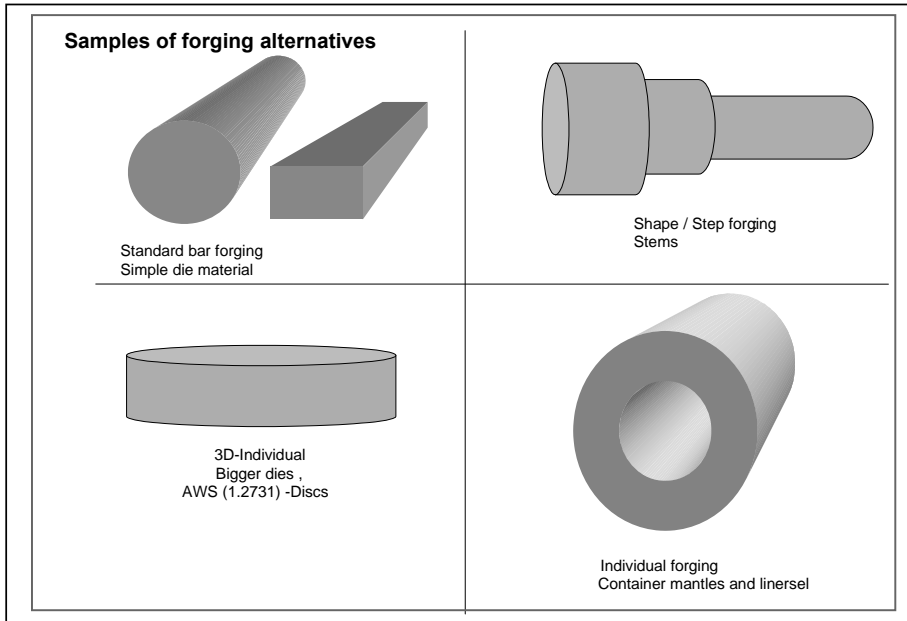 Samples of forging alternatives
Standard bar forging
Simple die material
Shape / Step forging
Stems
3D-Individual
Bigger dies ,
AWS (1.2731) -Discs
Individual forging
Container mantles and linersel